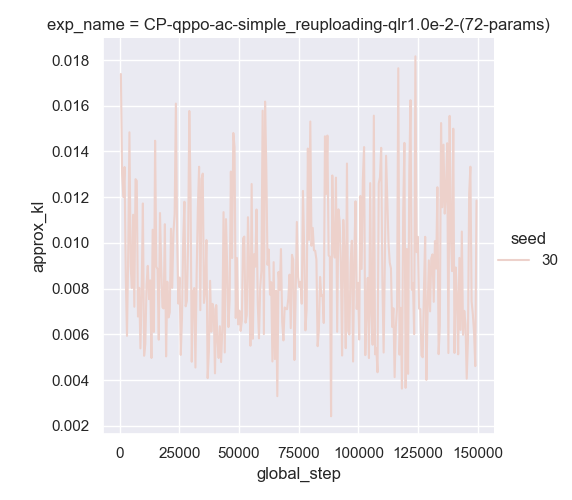 exp_name = CP-qppo-ac-simple_reuploading-qlr1.0e-2-(72-params)
0.018
0.016
0.014
0.012
0.010
0.008
0.006
0.004
0.002
approx_kl
0 25000 50000 75000 100000 125000 150000
global_step
seed
30